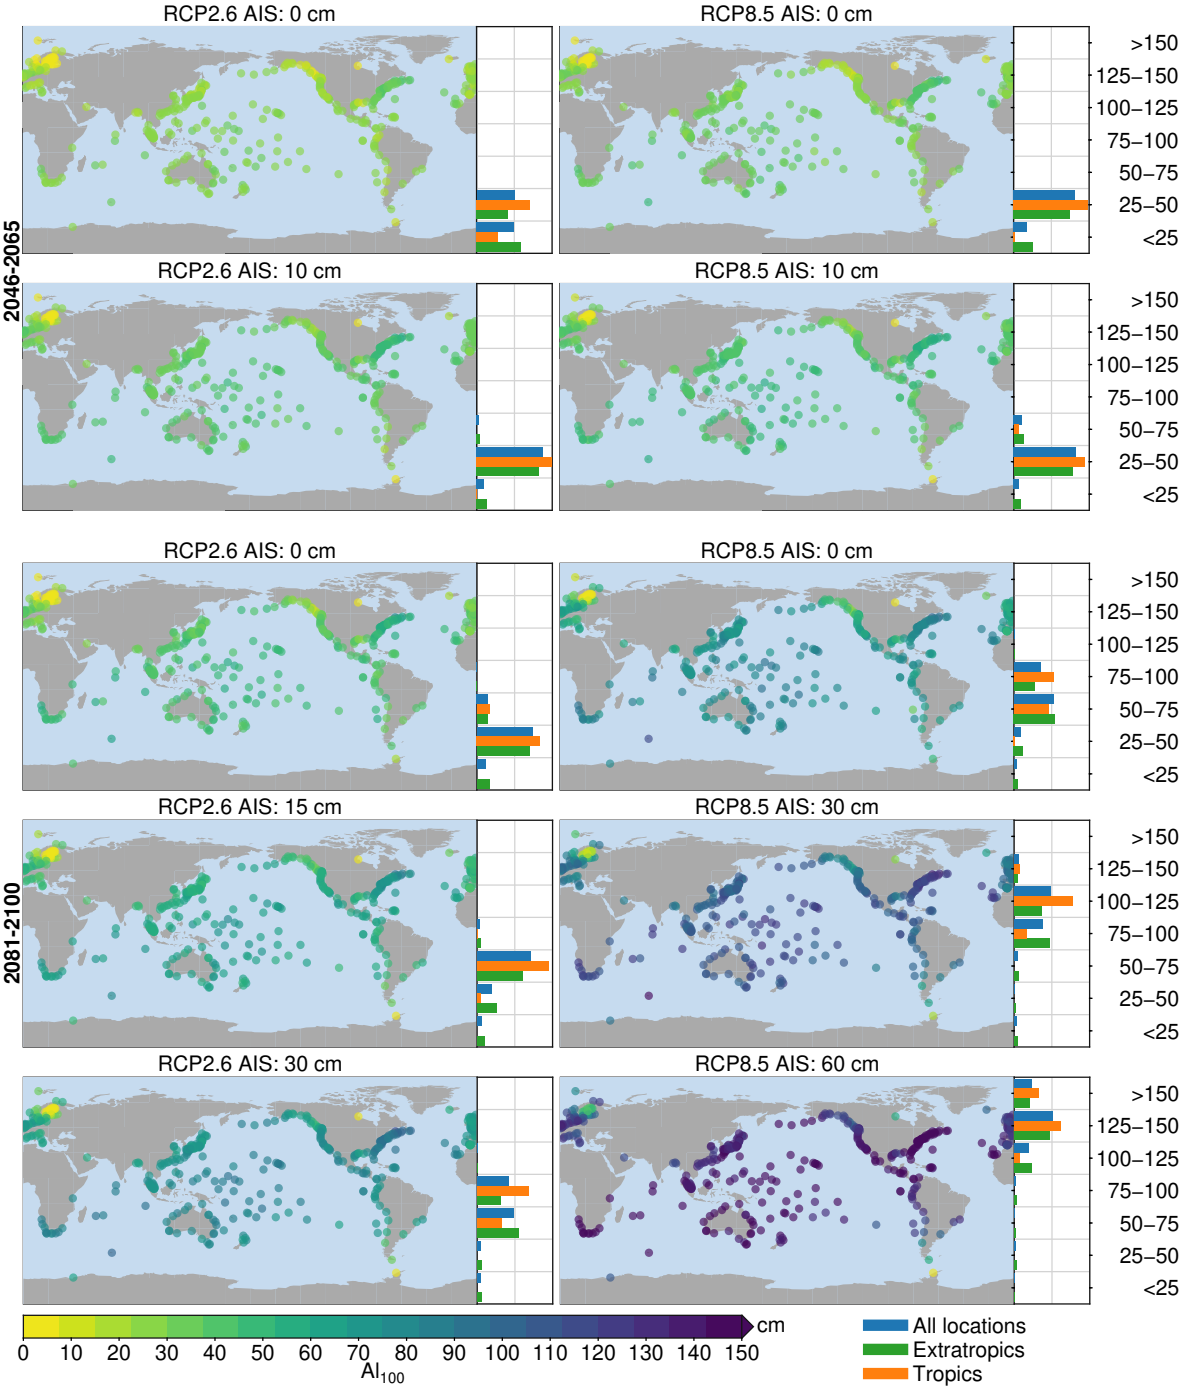 RCP2.6 AIS: 0 cm
RCP8.5 AIS: 0 cm
>150
125−150
100−125
75−100
50−75
25−50
<25
2046-2065
RCP2.6 AIS: 10 cm
RCP8.5 AIS: 10 cm
>150
125−150
100−125
75−100
50−75
25−50
<25
RCP2.6 AIS: 0 cm
RCP8.5 AIS: 0 cm
>150
125−150
100−125
75−100
50−75
25−50
<25
2081-2100
RCP2.6 AIS: 15 cm
RCP8.5 AIS: 30 cm
>150
125−150
100−125
75−100
50−75
25−50
<25
RCP2.6 AIS: 30 cm
RCP8.5 AIS: 60 cm
>150
125−150
100−125
75−100
50−75
25−50
<25
cm
0 10 20 30 40 50 60 70 80 90 100 110 120 130 140 150
AI100
All locations
Extratropics
Tropics